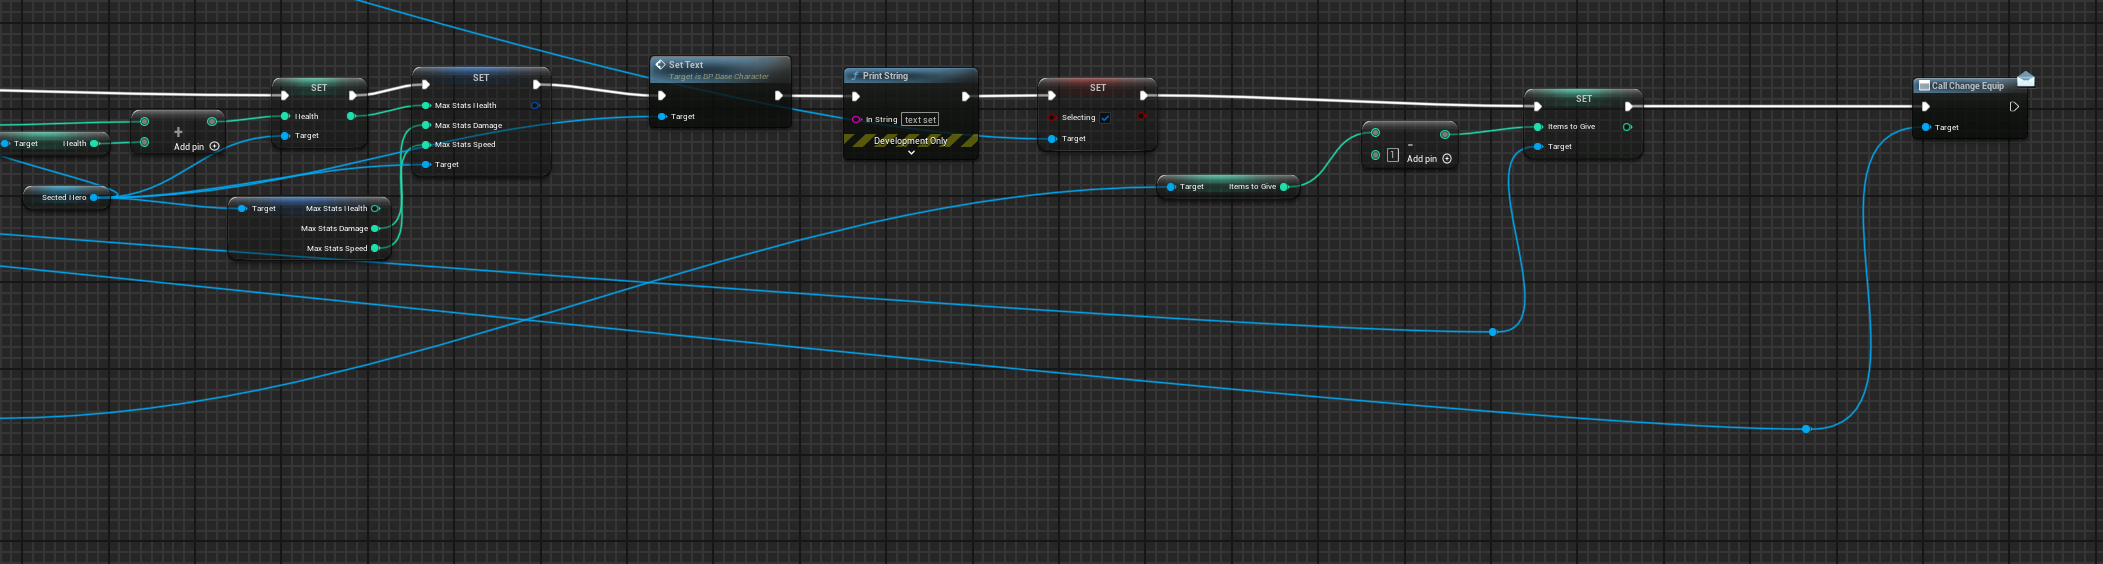 Target Health
Add pin
Sected Hero
SET
Health
Target
SET
Max Stats Health
Max Stats Damage
Max Stats Speed
Target
Target Max Stats Health
Max Stats Damage
Max Stats Speed
Set Text
Target is BP Base Character
Target
Print String
In String text set
Development Only
SET
Selecting
Target
Target Items to Give
1
Add pin
SET
Items to Give
Target
Call Change Equip
Target